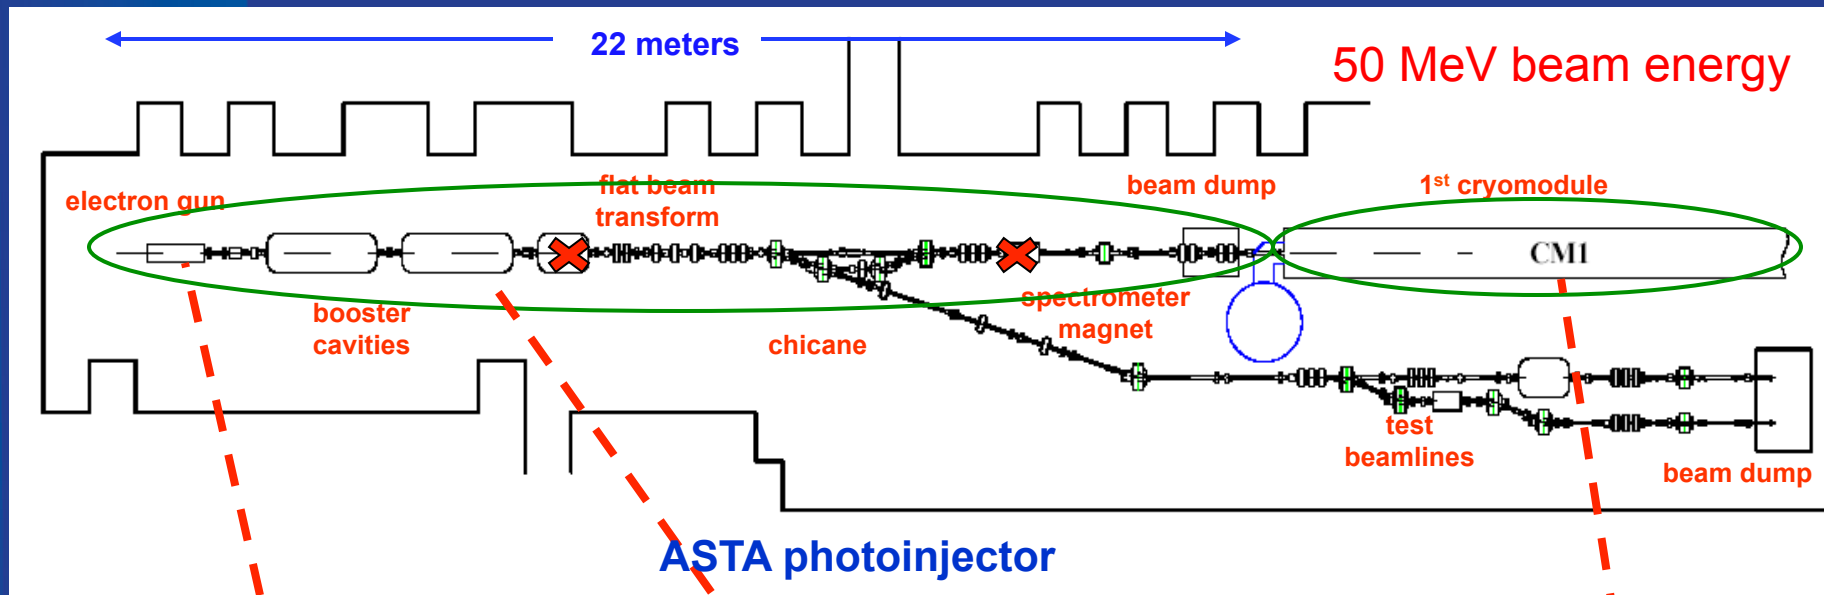 22 meters
50 MeV beam energy
electron gun
flat beam
transform
beam dump
1st cryomodule
CM1
booster
cavities
chicane
spectrometer
magnet
test
beamlines
beam dump
ASTA photoinjector